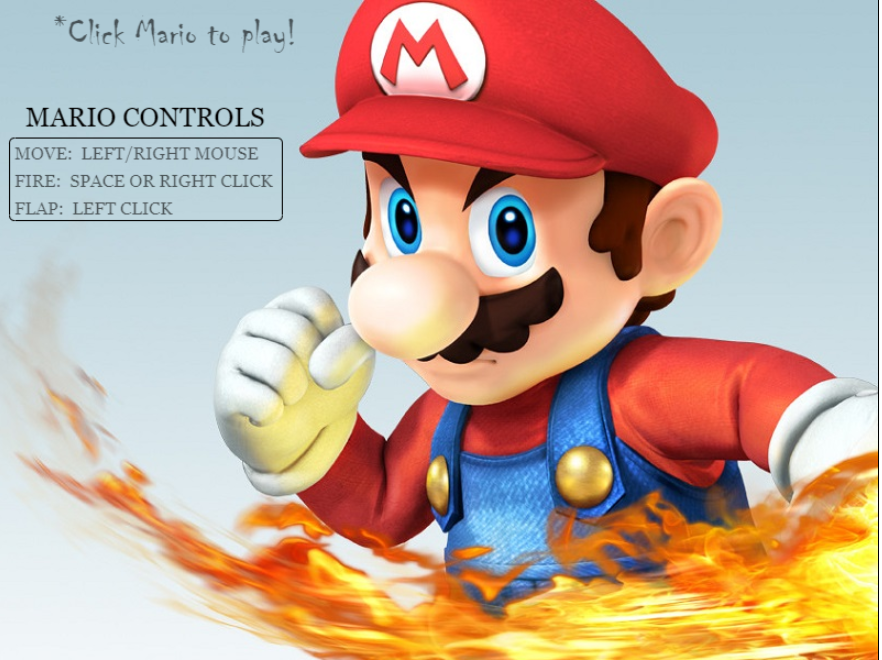 *Click Mario to play!
M
MARIO CONTROLS
MOVE: LEFT/RIGHT MOUSE
FIRE: SPACE OR RIGHT CLICK
FLAP: LEFT CLICK